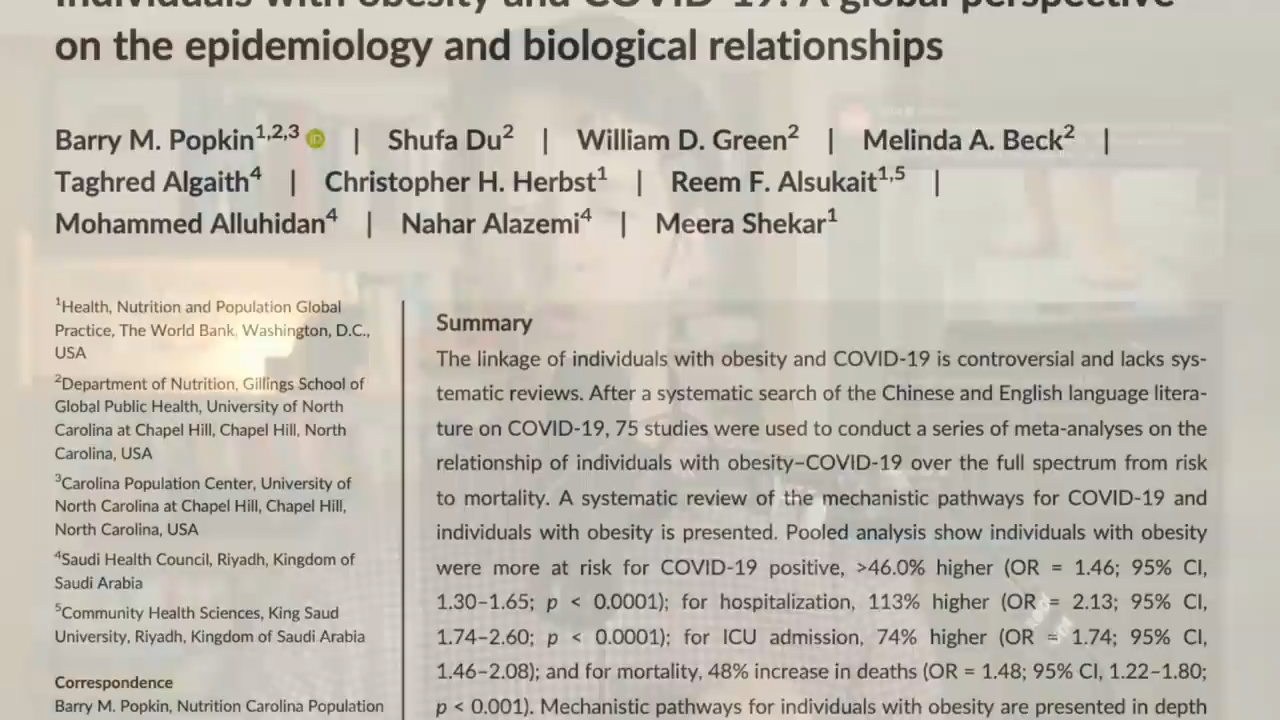 Individuals with obesity and COVID-19: A global perspective
on the epidemiology and biological relationships
Barry M. Popkin1,2,3 iD | Shufa Du2 | William D. Green2 | Melinda A. Beck2 |
Taghred Algaith4 | Christopher H. Herbst1 | Reem F. Alsukait1,5 |
Mohammed Alluhidan4 | Nahar Alazemi4 | Meera Shekar1
1Health, Nutrition and Population Global
Practice, The World Bank, Washington, D.C.,
USA
2Department of Nutrition, Gillings School of
Global Public Health, University of North
Carolina at Chapel Hill, Chapel Hill, North
Carolina, USA
3Carolina Population Center, University of
North Carolina at Chapel Hill, Chapel Hill,
North Carolina, USA
4Saudi Health Council, Riyadh, Kingdom of
Saudi Arabia
5Community Health Sciences, King Saud
University, Riyadh, Kingdom of Saudi Arabia
Correspondence
Barry M. Popkin, Nutrition Carolina Population
Summary
The linkage of individuals with obesity and COVID-19 is controversial and lacks sys-
tematic reviews. After a systematic search of the Chinese and English language litera-
ture on COVID-19, 75 studies were used to conduct a series of meta-analyses on the
relationship of individuals with obesity–COVID-19 over the full spectrum from risk
to mortality. A systematic review of the mechanistic pathways for COVID-19 and
individuals with obesity is presented. Pooled analysis show individuals with obesity
were more at risk for COVID-19 positive, >46.0% higher (OR = 1.46; 95% CI,
1.30–1.65; p < 0.0001); for hospitalization, 113% higher (OR = 2.13; 95% CI,
1.74–2.60; p < 0.0001); for ICU admission, 74% higher (OR = 1.74; 95% CI,
1.46–2.08); and for mortality, 48% increase in deaths (OR = 1.48; 95% CI, 1.22–1.80;
p < 0.001). Mechanistic pathways for individuals with obesity are presented in depth